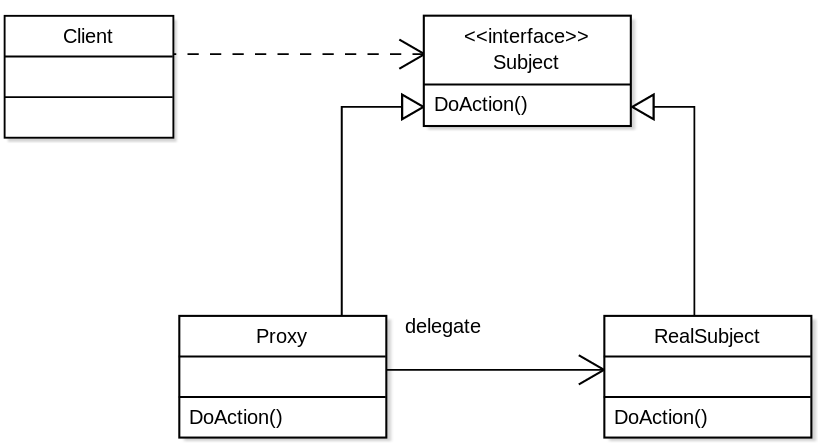 Client
<<interface>>
Subject
DoAction()
delegate
Proxy
RealSubject
DoAction()
DoAction()